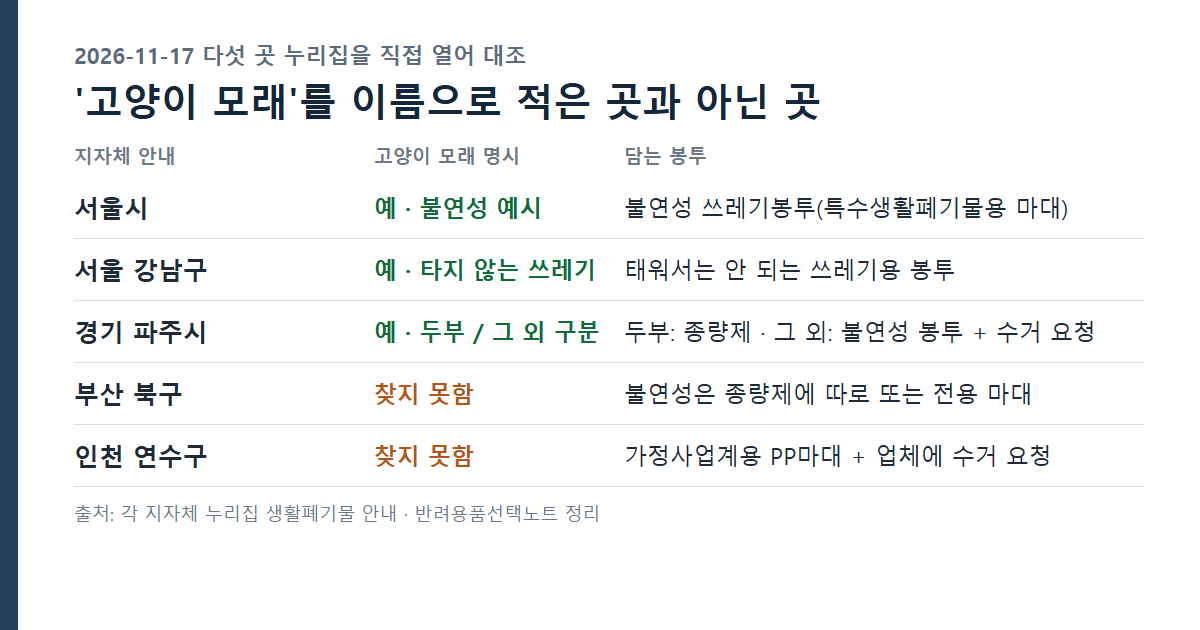 2026-11-17 다섯 곳 누리집을 직접 열어 대조
'고양이 모래'를 이름으로 적은 곳과 아닌 곳
지자체 안내 고양이 모래 명시 담는 봉투
서울시 예 · 불연성 예시 불연성 쓰레기봉투(특수생활폐기물용 마대)
서울 강남구 예 · 타지 않는 쓰레기 태워서는 안 되는 쓰레기용 봉투
경기 파주시 예 · 두부 / 그 외 구분 두부: 종량제 · 그 외: 불연성 봉투 + 수거 요청
부산 북구 찾지 못함 불연성은 종량제에 따로 또는 전용 마대
인천 연수구 찾지 못함 가정사업계용 PP마대 + 업체에 수거 요청
출처: 각 지자체 누리집 생활폐기물 안내 · 반려용품선택노트 정리